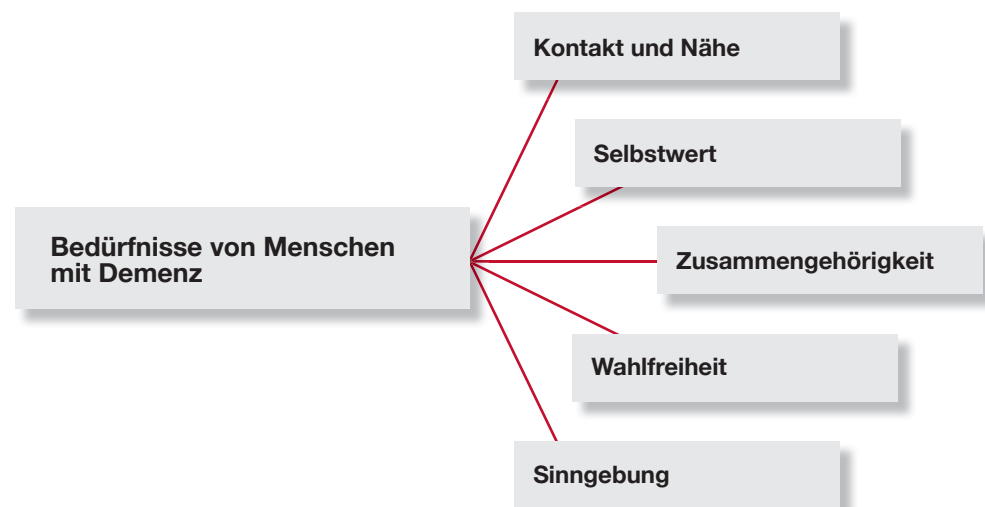 Kontakt und Nähe
Selbstwert
Bedürfnisse von Menschen
mit Demenz
Zusammengehörigkeit
Wahlfreiheit
Sinngebung